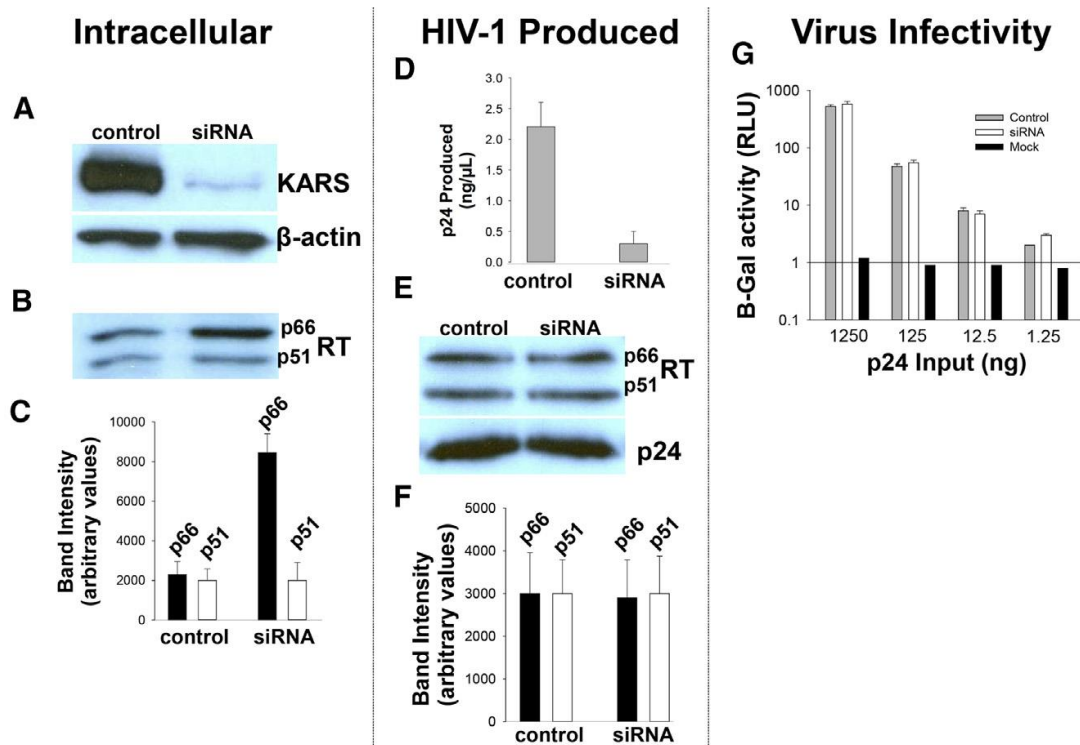 Intracellular
A
control siRNA
KARS
β-actin
B
p66
p51
RT
C
Band Intensity
(arbitrary values)
10000
8000
6000
4000
2000
0
p66
p51
p66
p51
control siRNA
HIV-1 Produced
D
p24 Produced
(ng/µL)
3.0
2.5
2.0
1.5
1.0
0.5
0.0
control siRNA
E
control siRNA
p66
RT
p51
p24
F
Band Intensity
(arbitrary values)
5000
4000
3000
2000
1000
0
p66
p51
p66
p51
control siRNA
Virus Infectivity
G
B-Gal activity (RLU)
1000
100
10
1
0.1
Control
siRNA
Mock
1250 125 12.5 1.25
p24 Input (ng)